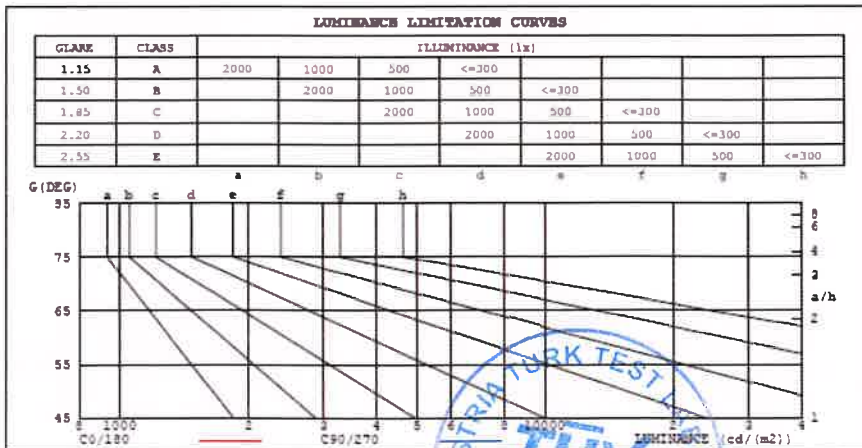 LUMINANCE LIMITATION CURVES
GLARE CLASS ILLUMINANCE (lx)
1.15 A 2000 1000 500 <=300
1.50 B 2000 1000 500 <=300
1.85 C 2000 1000 500 <=300
2.20 D 2000 1000 500 <=300
2.55 E 2000 1000 500 <=300
a b c d e f g h
G(DEG) a b c d e f g h
85 8
6
75 4
3
a/h
65 2
55
45 8 1000 2 3 4 5 6 8 10000 2 3 4 1
C0/180 C90/270 LUMINANCE (cd/(m2))
TURK TEST